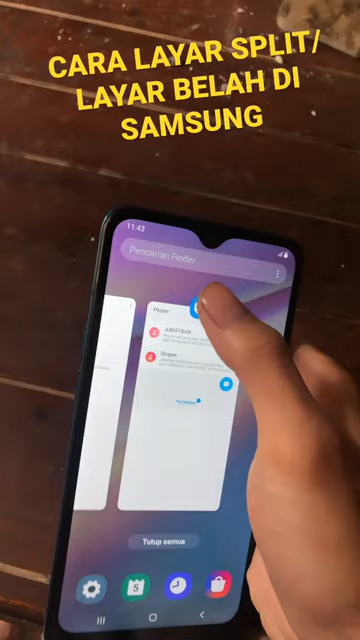 CARA LAYAR SPLIT/
LAYAR BELAH DI
SAMSUNG
11:43
Pencarian Finder
Pesan
JUMATBAIK
Shopee
Tutup semua
5